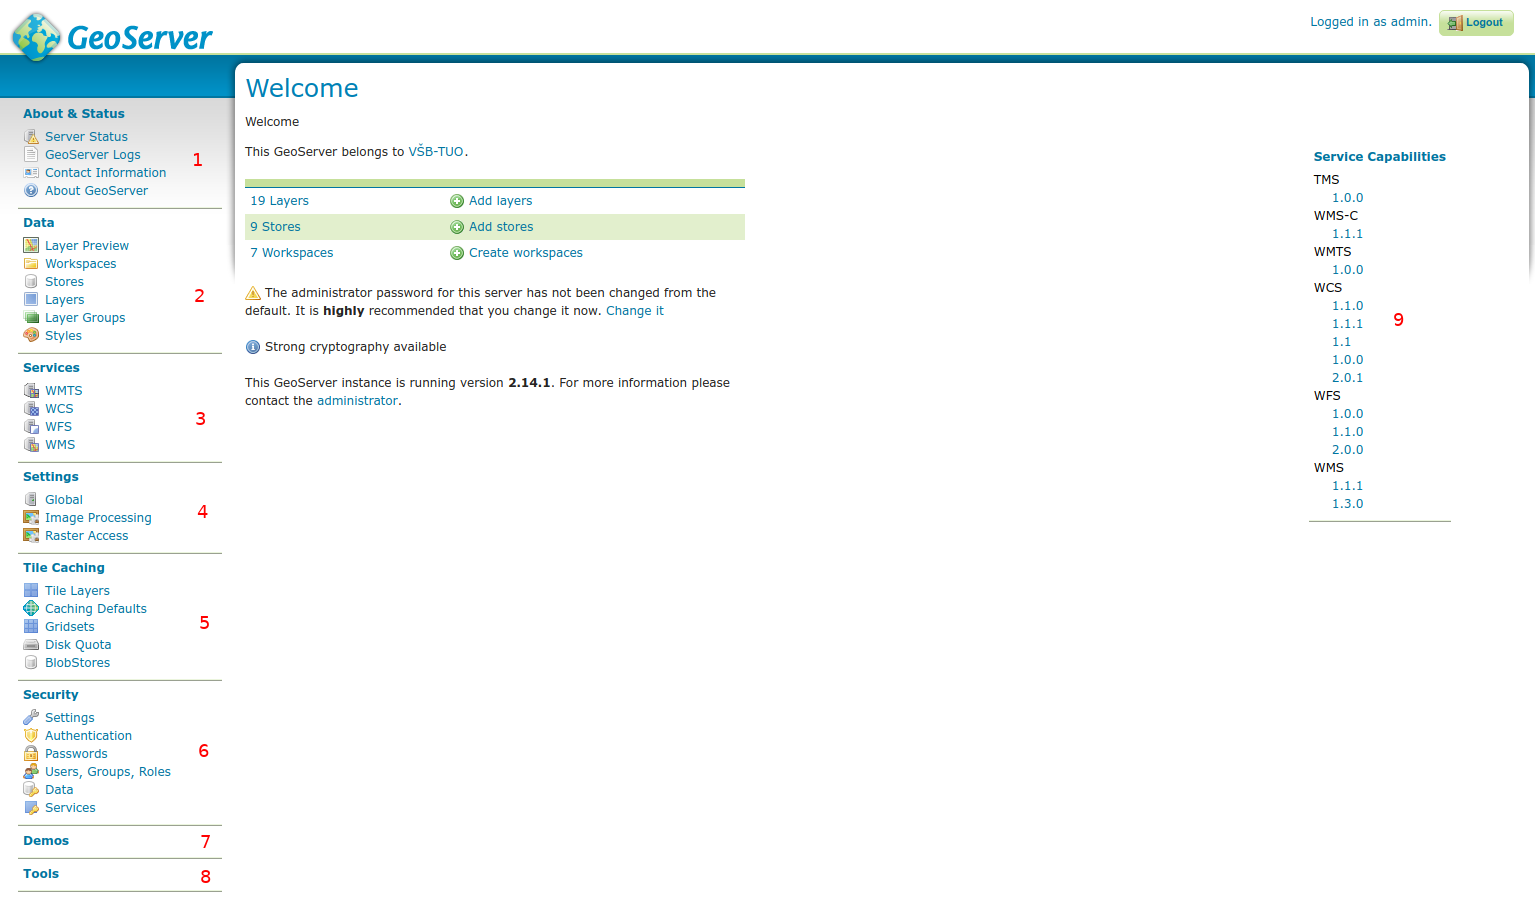 GeoServer
Logged in as admin. Logout
About & Status
Server Status
GeoServer Logs
Contact Information
About GeoServer
1
Data
Layer Preview
Workspaces
Stores
Layers
Layer Groups
Styles
2
Services
WMTS
WCS
WFS
WMS
3
Settings
Global
Image Processing
Raster Access
4
Tile Caching
Tile Layers
Caching Defaults
Gridsets
Disk Quota
BlobStores
5
Security
Settings
Authentication
Passwords
Users, Groups, Roles
Data
Services
6
Demos 7
Tools 8
Welcome
Welcome
This GeoServer belongs to VŠB-TUO.
19 Layers Add layers
9 Stores Add stores
7 Workspaces Create workspaces
The administrator password for this server has not been changed from the
default. It is highly recommended that you change it now. Change it
Strong cryptography available
This GeoServer instance is running version 2.14.1. For more information please
contact the administrator.
Service Capabilities
TMS
1.0.0
WMS-C
1.1.1
WMTS
1.0.0
WCS
1.1.0
1.1.1
1.1
1.0.0
2.0.1
9
WFS
1.0.0
1.1.0
2.0.0
WMS
1.1.1
1.3.0